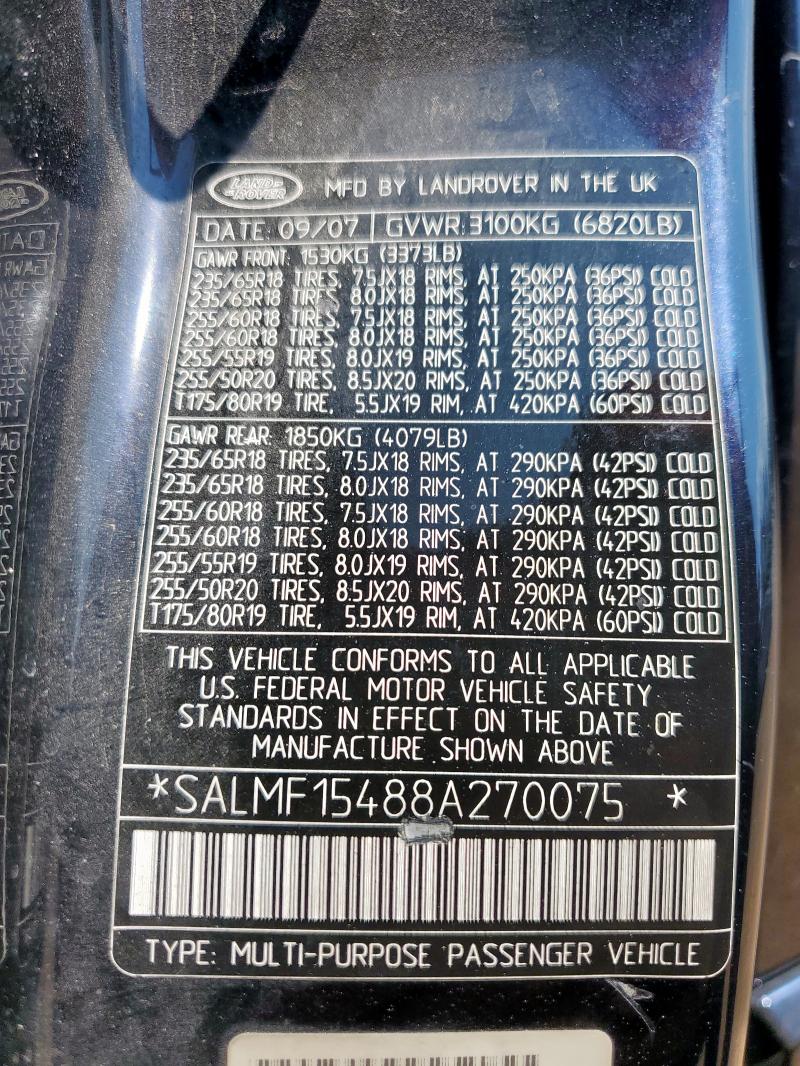 LAND-
-ROVER
MFD BY LANDROVER IN THE UK
DATE: 09/07 GVWR:3100KG (6820LB)
GAWR FRONT: 1530KG (3373LB)
235/65R18 TIRES, 7.5JX18 RIMS, AT 250KPA (36PSI) COLD
235/65R18 TIRES, 8.0JX18 RIMS, AT 250KPA (36PSI) COLD
255/60R18 TIRES, 7.5JX18 RIMS, AT 250KPA (36PSI) COLD
255/60R18 TIRES, 8.0JX18 RIMS, AT 250KPA (36PSI) COLD
255/55R19 TIRES, 8.0JX19 RIMS, AT 250KPA (36PSI) COLD
255/50R20 TIRES, 8.5JX20 RIMS, AT 250KPA (36PSI) COLD
T175/80R19 TIRE, 5.5JX19 RIM, AT 420KPA (60PSI) COLD
GAWR REAR: 1850KG (4079LB)
235/65R18 TIRES, 7.5JX18 RIMS, AT 290KPA (42PSI) COLD
235/65R18 TIRES, 8.0JX18 RIMS, AT 290KPA (42PSI) COLD
255/60R18 TIRES, 7.5JX18 RIMS, AT 290KPA (42PSI) COLD
255/60R18 TIRES, 8.0JX18 RIMS, AT 290KPA (42PSI) COLD
255/55R19 TIRES, 8.0JX19 RIMS, AT 290KPA (42PSI) COLD
255/50R20 TIRES, 8.5JX20 RIMS, AT 290KPA (42PSI) COLD
T175/80R19 TIRE, 5.5JX19 RIM, AT 420KPA (60PSI) COLD
THIS VEHICLE CONFORMS TO ALL APPLICABLE
U.S. FEDERAL MOTOR VEHICLE SAFETY
STANDARDS IN EFFECT ON THE DATE OF
MANUFACTURE SHOWN ABOVE
*SALMF15488A270075 *
TYPE: MULTI-PURPOSE PASSENGER VEHICLE